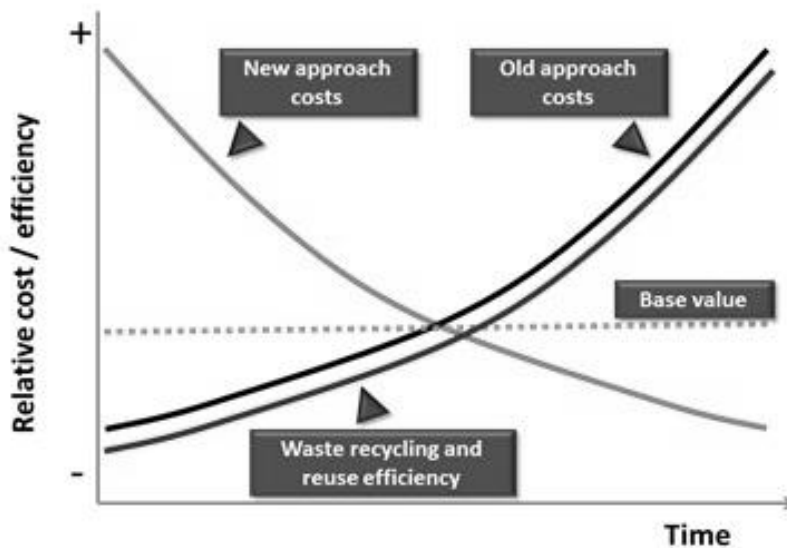 +
New approach
costs
Old approach
costs
Relative cost / efficiency
Base value
Waste recycling and
reuse efficiency
-
Time